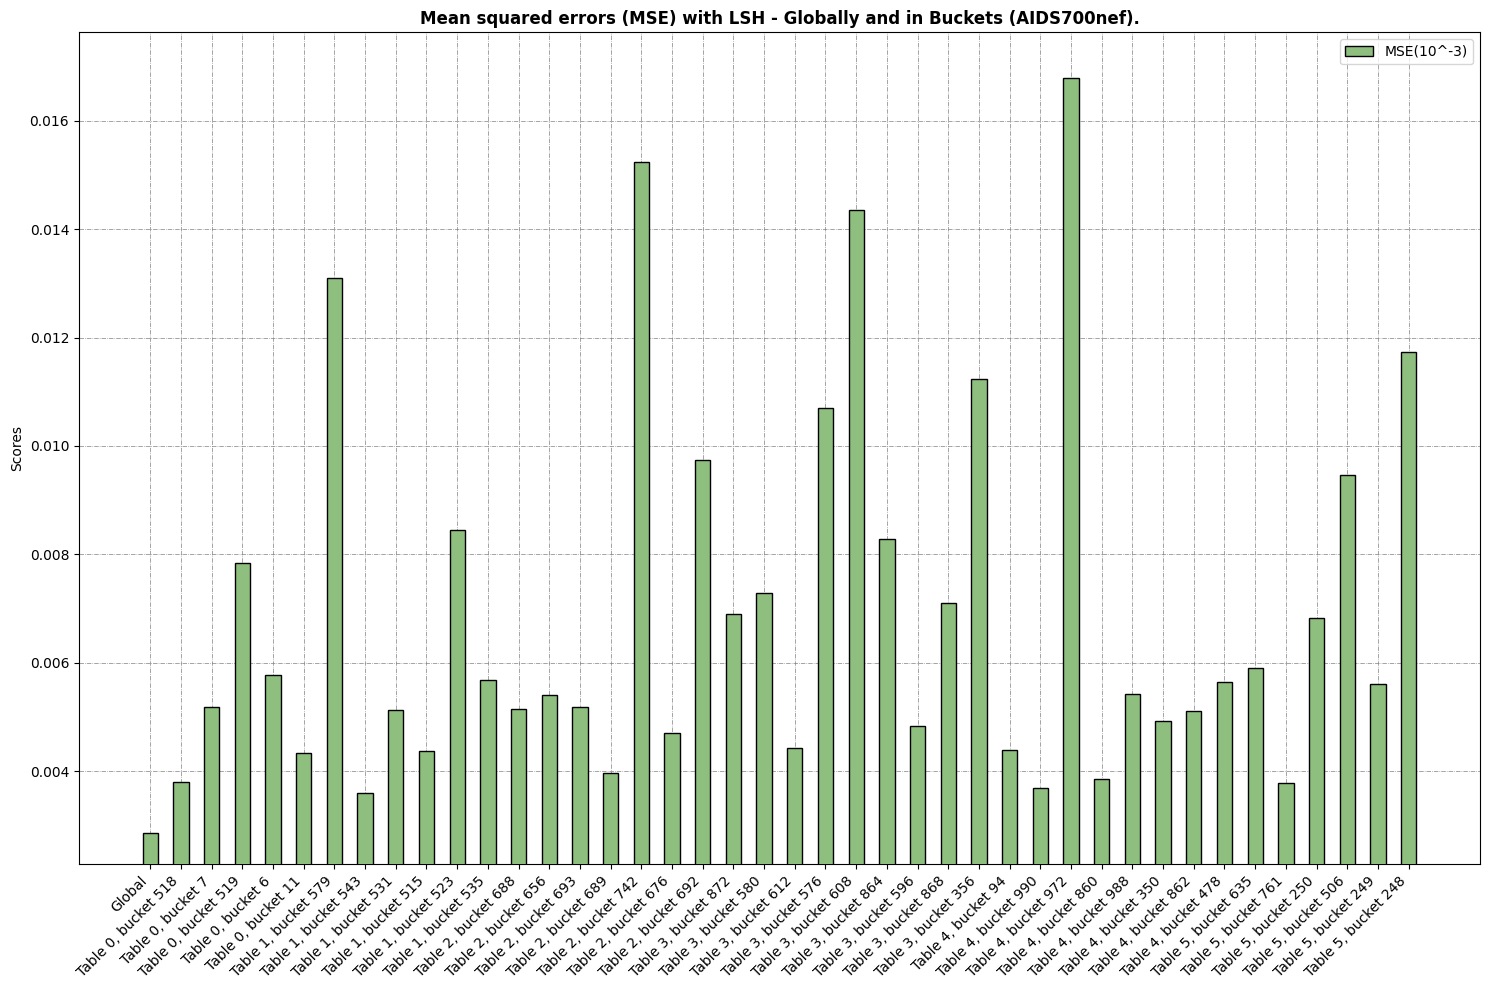 Mean squared errors (MSE) with LSH - Globally and in Buckets (AIDS700nef).
MSE(10^-3)
Scores
0.016
0.014
0.012
0.010
0.008
0.006
0.004
Global
Table 0, bucket 518
Table 0, bucket 7
Table 0, bucket 519
Table 0, bucket 6
Table 0, bucket 11
Table 1, bucket 579
Table 1, bucket 543
Table 1, bucket 531
Table 1, bucket 515
Table 1, bucket 523
Table 1, bucket 535
Table 2, bucket 688
Table 2, bucket 656
Table 2, bucket 693
Table 2, bucket 689
Table 2, bucket 742
Table 2, bucket 676
Table 2, bucket 692
Table 3, bucket 872
Table 3, bucket 580
Table 3, bucket 612
Table 3, bucket 576
Table 3, bucket 608
Table 3, bucket 864
Table 3, bucket 596
Table 3, bucket 868
Table 3, bucket 356
Table 4, bucket 94
Table 4, bucket 990
Table 4, bucket 972
Table 4, bucket 860
Table 4, bucket 988
Table 4, bucket 350
Table 4, bucket 862
Table 4, bucket 478
Table 5, bucket 635
Table 5, bucket 761
Table 5, bucket 250
Table 5, bucket 506
Table 5, bucket 249
Table 5, bucket 248